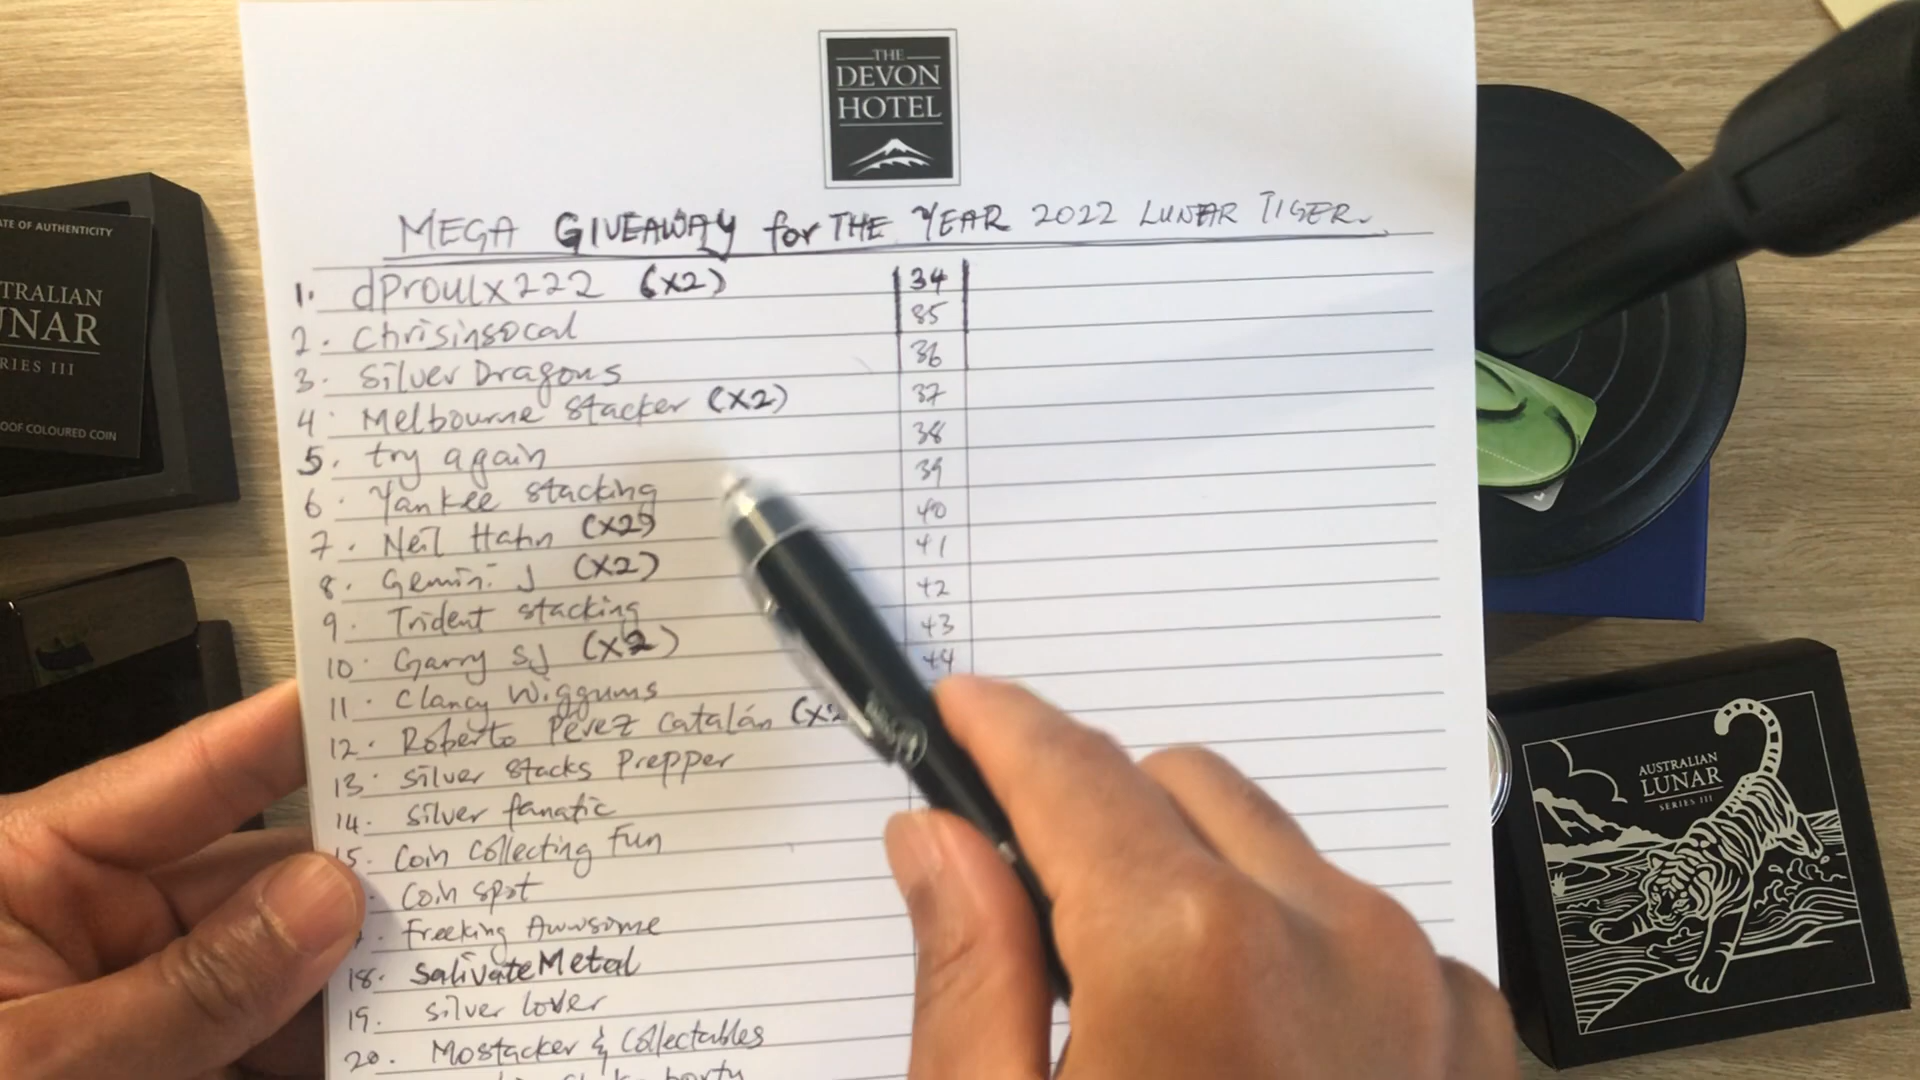 THE
DEVON
HOTEL
MEGA GIVEAWAY for THE YEAR 2022 LUNAR TIGER.
1. dproulx222 (x2)
2. Chrisinsocal
3. Silver Dragons
4. Melbourne stacker (x2)
5. try again
6. Yankee stacking
7. Neil Hahn (x2)
8. Gemini J (x2)
9. Trident stacking
10. Garry SJ (x2)
11. Clancy Wiggums
12. Roberto Pérez Catalán (x2
13. Silver Stacks Prepper
14. Silver fanatic
15. Coin Collecting Fun
Coin spot
Freeking Awwsome
18. SalivateMetal
19. Silver lover
20. Mostacker & Collectables
34
35
36
37
38
39
40
41
42
43
44
ATE OF AUTHENTICITY
TRALIAN
UNAR
RIES III
OOF COLOURED COIN
AUSTRALIAN
LUNAR
SERIES III